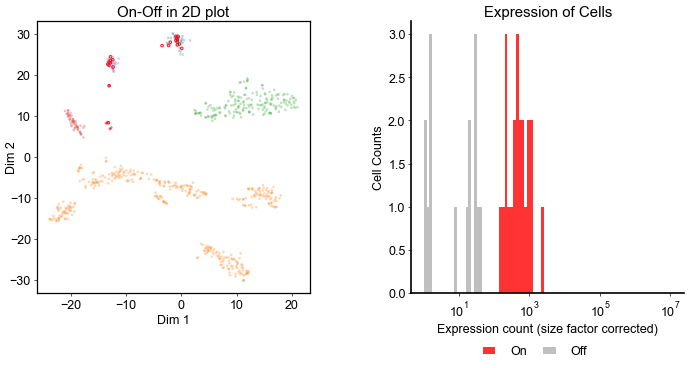 On-Off in 2D plot
30
20
10
0
−10
−20
−30
Dim 2
−20 −10 0 10 20
Dim 1
Expression of Cells
3.0
2.5
2.0
1.5
1.0
0.5
0.0
Cell Counts
10^1 10^3 10^5 10^7
Expression count (size factor corrected)
On Off